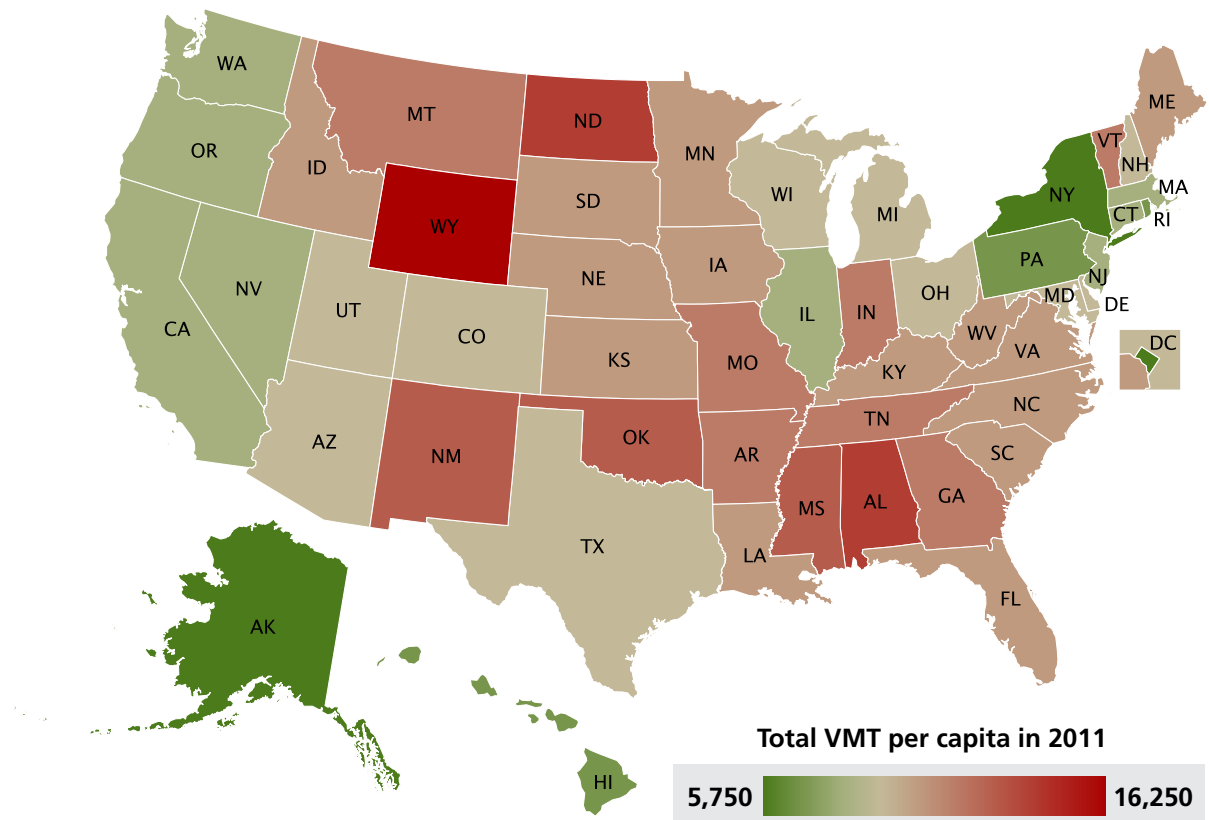 WA
MT
ND
ME
OR
ID
MN
VT
NH
SD
WI
MI
NY
MA
WY
CT
RI
NE
IA
PA
NV
UT
IL
IN
OH
NJ
MD
DE
CA
CO
KS
MO
KY
WV
VA
DC
AZ
NM
OK
AR
TN
NC
SC
MS
AL
GA
TX
LA
FL
AK
HI
Total VMT per capita in 2011
5,750 16,250